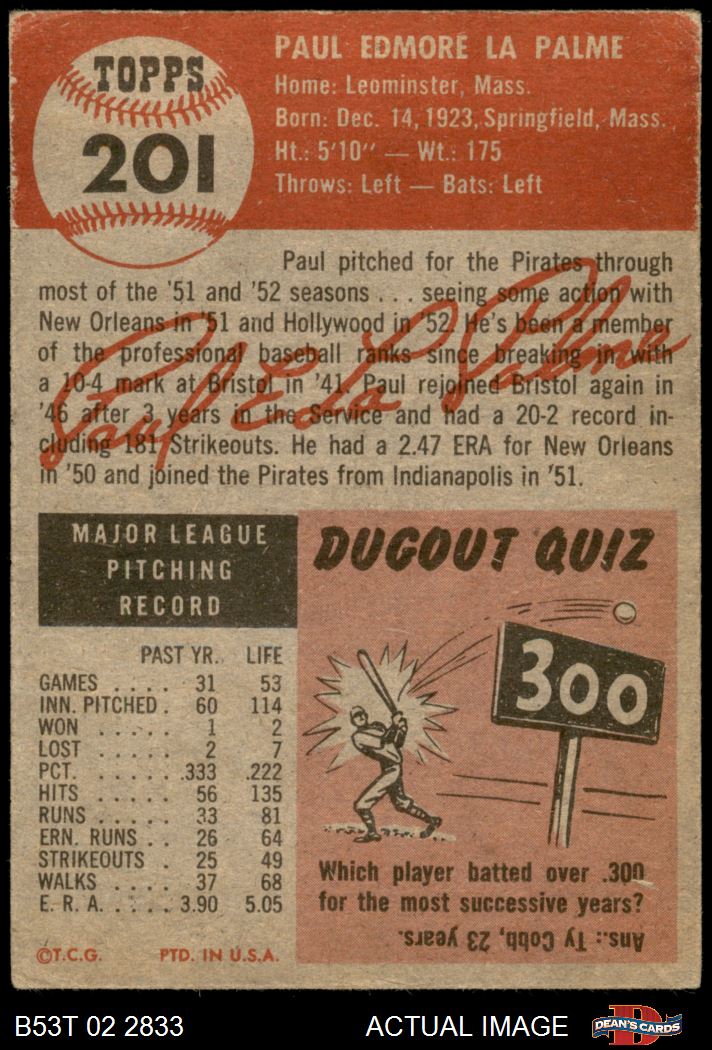 TOPPS
201
PAUL EDMORE LA PALME
Home: Leominster, Mass.
Born: Dec. 14, 1923, Springfield, Mass.
Ht.: 5'10" — Wt.: 175
Throws: Left — Bats: Left
Paul pitched for the Pirates through
most of the '51 and '52 seasons . . . seeing some action with
New Orleans in '51 and Hollywood in '52. He's been a member
of the professional baseball ranks since breaking in with
a 10-4 mark at Bristol in '41. Paul rejoined Bristol again in
'46 after 3 years in the Service and had a 20-2 record in-
cluding 181 Strikeouts. He had a 2.47 ERA for New Orleans
in '50 and joined the Pirates from Indianapolis in '51.
Paul E La Palme
MAJOR LEAGUE
PITCHING
RECORD
PAST YR. LIFE
GAMES . . . . 31 53
INN. PITCHED . 60 114
WON . . . . . 1 2
LOST . . . . . 2 7
PCT. . . . . . .333 .222
HITS . . . . . 56 135
RUNS . . . . . 33 81
ERN. RUNS . . 26 64
STRIKEOUTS . 25 49
WALKS . . . . 37 68
E. R. A. . . . . 3.90 5.05
©T.C.G. PTD. IN U.S.A.
DUGOUT QUIZ
300
Which player batted over .300
for the most successive years?
Ans.: Ty Cobb, 23 years.
B53T 02 2833 ACTUAL IMAGE
D
DEAN'S CARDS